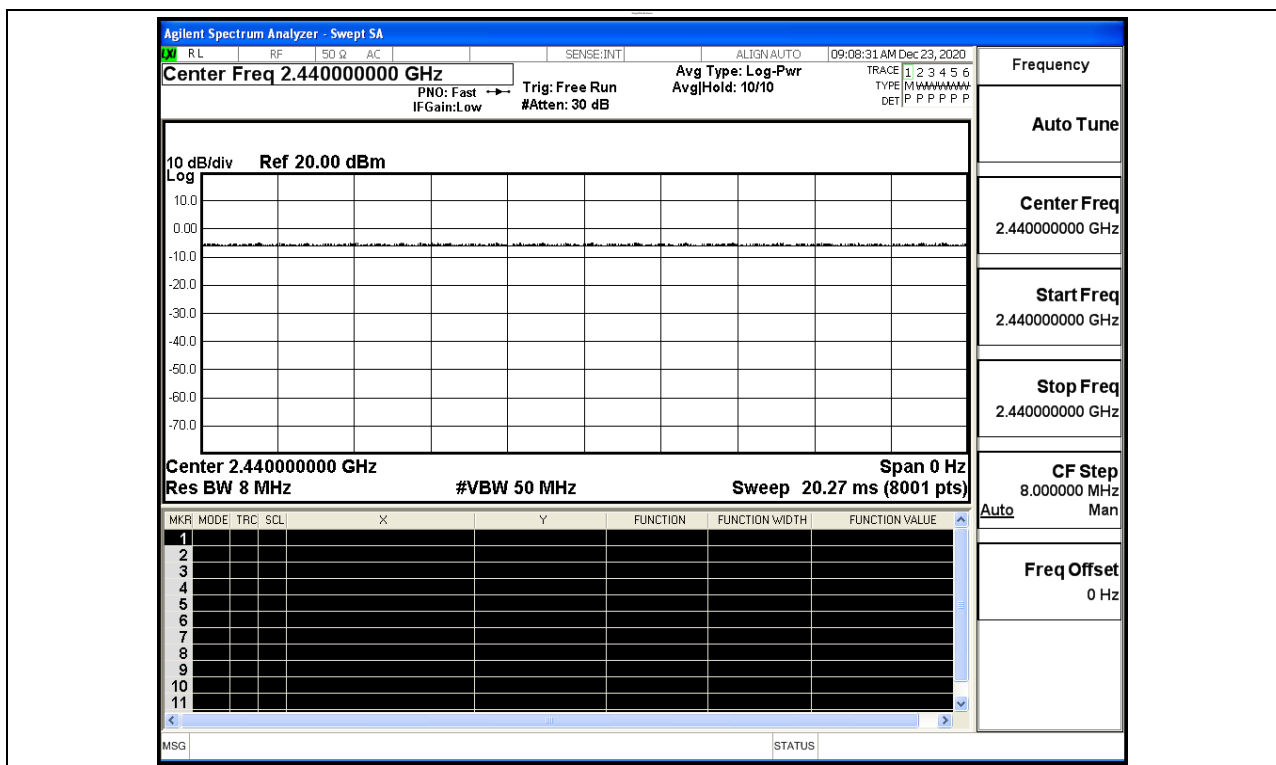 Agilent Spectrum Analyzer - Swept SA
LXI RL RF 50 Ω AC SENSE:INT ALIGN AUTO 09:08:31 AM Dec 23, 2020
Center Freq 2.440000000 GHz
PNO: Fast
IFGain:Low
Trig: Free Run
#Atten: 30 dB
Avg Type: Log-Pwr
Avg|Hold: 10/10
TRACE 1 2 3 4 5 6
TYPE M W W W W W
DET P P P P P P
10 dB/div Ref 20.00 dBm
Log
10.0
0.00
-10.0
-20.0
-30.0
-40.0
-50.0
-60.0
-70.0
Center 2.440000000 GHz Span 0 Hz
Res BW 8 MHz #VBW 50 MHz Sweep 20.27 ms (8001 pts)
MKR MODE TRC SCL X Y FUNCTION FUNCTION WIDTH FUNCTION VALUE
1
2
3
4
5
6
7
8
9
10
11
MSG STATUS
Frequency
Auto Tune
Center Freq
2.440000000 GHz
Start Freq
2.440000000 GHz
Stop Freq
2.440000000 GHz
CF Step
8.000000 MHz
Auto Man
Freq Offset
0 Hz